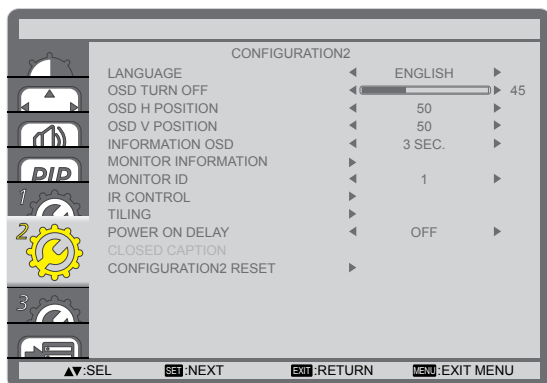 CONFIGURATION2
LANGUAGE ENGLISH
OSD TURN OFF 45
OSD H POSITION 50
OSD V POSITION 50
INFORMATION OSD 3 SEC.
MONITOR INFORMATION
MONITOR ID 1
IR CONTROL
TILING
POWER ON DELAY OFF
CLOSED CAPTION
CONFIGURATION2 RESET
PIP
1
2
3
▲▼:SEL SET:NEXT EXIT:RETURN MENU:EXIT MENU